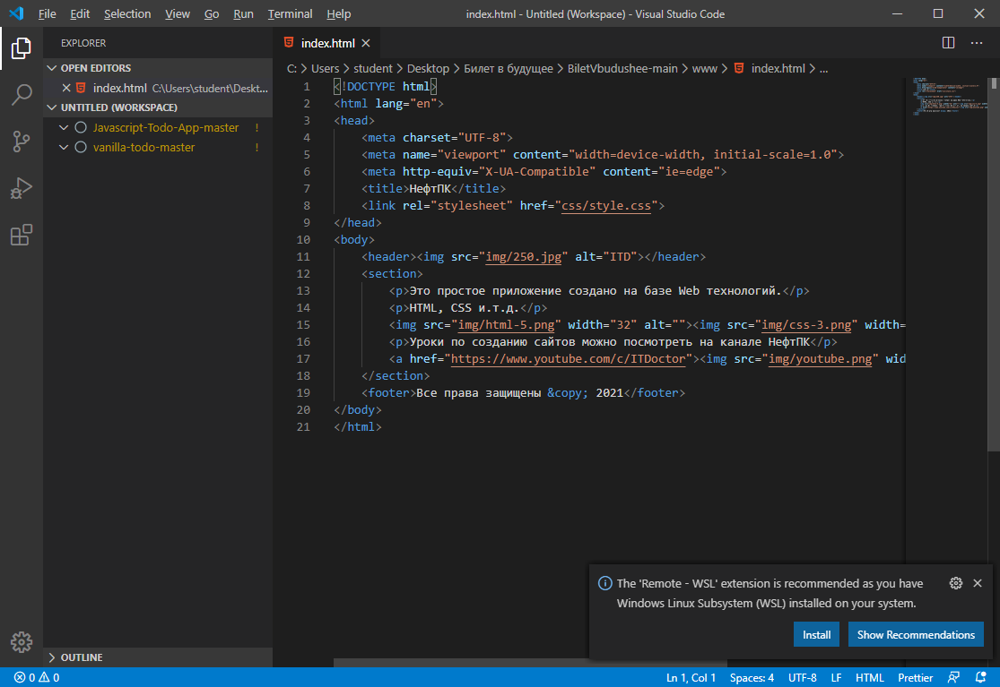 File Edit Selection View Go Run Terminal Help index.html - Untitled (Workspace) - Visual Studio Code
EXPLORER
OPEN EDITORS
index.html C:\Users\student\Deskt...
UNTITLED (WORKSPACE)
Javascript-Todo-App-master !
vanilla-todo-master !
OUTLINE
index.html
C: > Users > student > Desktop > Билет в будущее > BiletVbudushee-main > www > index.html > ...
1 <!DOCTYPE html>
2 <html lang="en">
3 <head>
4 <meta charset="UTF-8">
5 <meta name="viewport" content="width=device-width, initial-scale=1.0">
6 <meta http-equiv="X-UA-Compatible" content="ie=edge">
7 <title>НефтПК</title>
8 <link rel="stylesheet" href="css/style.css">
9 </head>
10 <body>
11 <header><img src="img/250.jpg" alt="ITD"></header>
12 <section>
13 <p>Это простое приложение создано на базе Web технологий.</p>
14 <p>HTML, CSS и.т.д.</p>
15 <img src="img/html-5.png" width="32" alt=""><img src="img/css-3.png" width=
16 <p>Уроки по созданию сайтов можно посмотреть на канале НефтПК</p>
17 <a href="https://www.youtube.com/c/ITDoctor"><img src="img/youtube.png" wid
18 </section>
19 <footer>Все права защищены &copy; 2021</footer>
20 </body>
21 </html>
The 'Remote - WSL' extension is recommended as you have
Windows Linux Subsystem (WSL) installed on your system.
Install Show Recommendations
0 0 Ln 1, Col 1 Spaces: 4 UTF-8 LF HTML Prettier